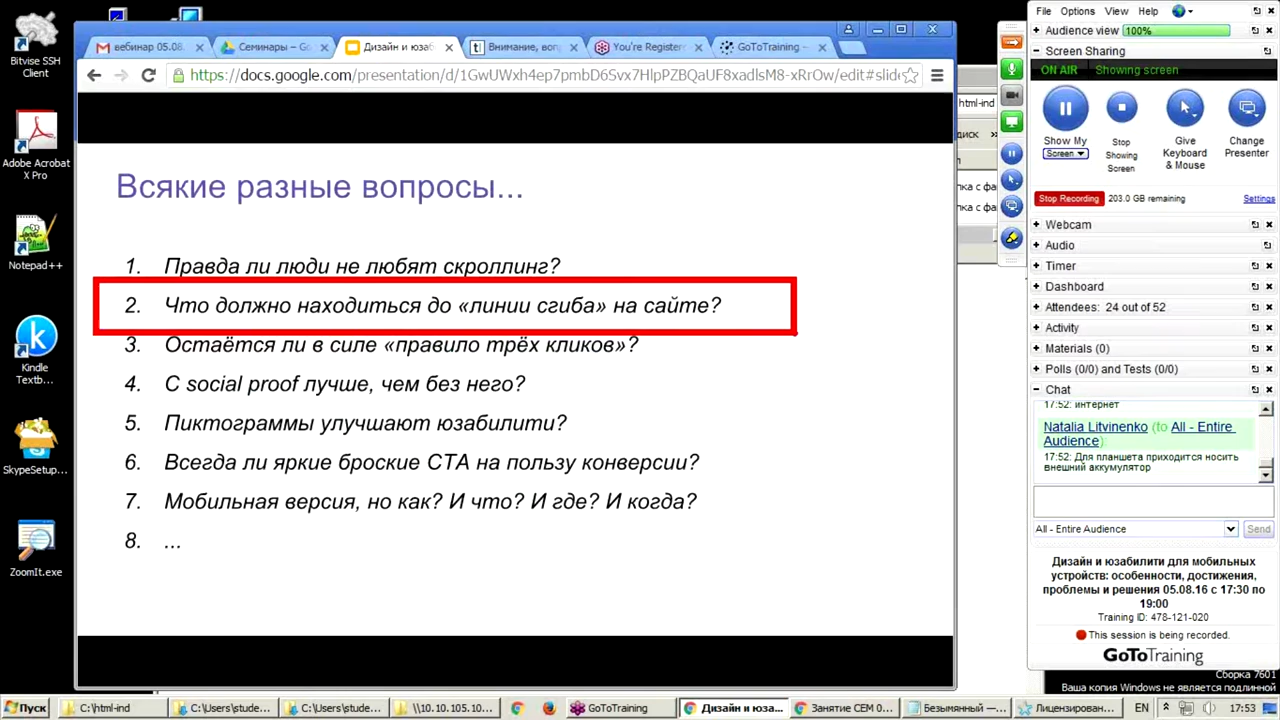 Bitvise SSH
Client
Adobe Acrobat
X Pro
Notepad++
Kindle
Textb...
SkypeSetup...
ZoomIt.exe
вебинар 05.08.
Семинары –
Дизайн и юза
Внимание, воп
You're Register
GoToTraining –
https://docs.google.com/present
d/1GwUWxh4ep7pmbD6Svx7HlpPZBQaUF8xadlsM8-xRrOw/edit#slide
Всякие разные вопросы...
1. Правда ли люди не любят скроллинг?
2. Что должно находиться до «линии сгиба» на сайте?
3. Остаётся ли в силе «правило трёх кликов»?
4. С social proof лучше, чем без него?
5. Пиктограммы улучшают юзабилити?
6. Всегда ли яркие броские СТА на пользу конверсии?
7. Мобильная версия, но как? И что? И где? И когда?
8. ...
html-ind
диск »
пка с фа
пка с фа
File Options View Help
Audience view 100%
Screen Sharing
ON AIR Showing screen
Show My
Screen
Stop
Showing
Screen
Give
Keyboard
& Mouse
Change
Presenter
Stop Recording 203.0 GB remaining Settings
Webcam
Audio
Timer
Dashboard
Attendees: 24 out of 52
Activity
Materials (0)
Polls (0/0) and Tests (0/0)
Chat
17:52: интернет
Natalia Litvinenko (to All - Entire
Audience):
17:52: Для планшета приходится носить
внешний аккумулятор
All - Entire Audience
Send
Дизайн и юзабилити для мобильных
устройств: особенности, достижения,
проблемы и решения 05.08.16 с 17:30 по
19:00
Training ID: 478-121-020
This session is being recorded.
GoToTraining
Сборка 7601
Ваша копия Windows не является подлинной
Пуск
C:\html-ind
C:\Users\stude...
C:\Users\stude...
\\10.10.105.10...
GoToTraining
Дизайн и юза...
Занятие СЕМ 0...
Безымянный —...
Лицензирован...
EN
17:53